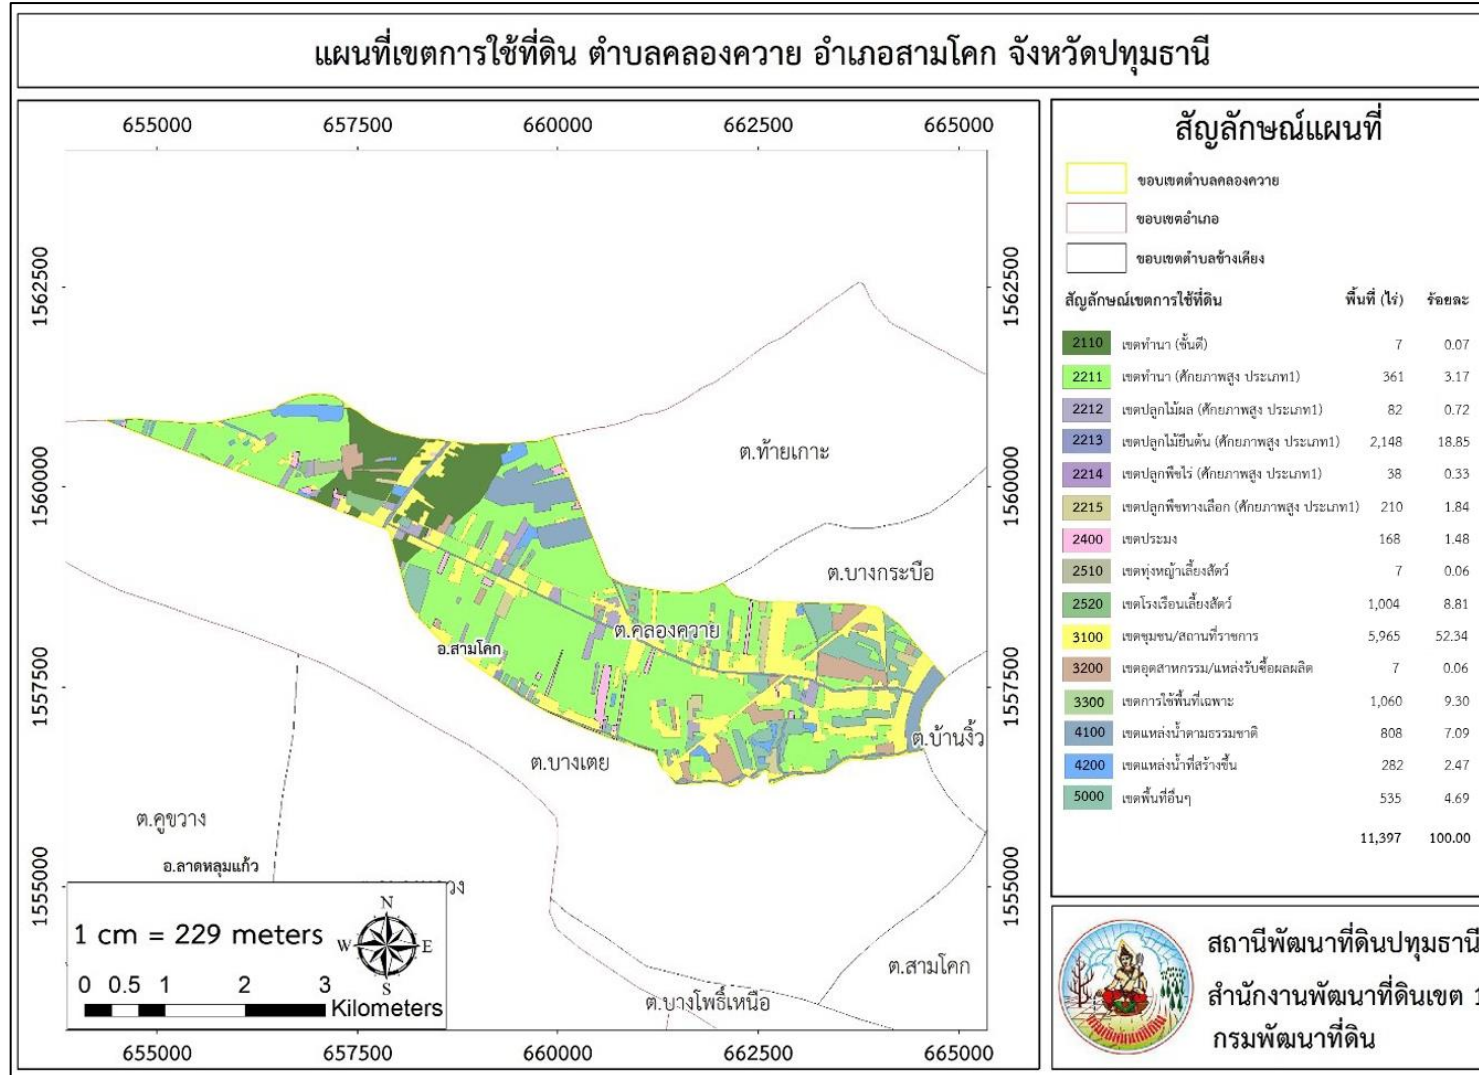 แผนที่เขตการใช้ที่ดิน ตำบลคลองควาย อำเภอสามโคก จังหวัดปทุมธานี
655000 657500 660000 662500 665000
1562500
1560000
1557500
1555000
1562500
1560000
1557500
1555000
ต.ท้ายเกาะ
ต.บางกระบือ
ต.คลองควาย
อ.สามโคก
ต.บ้านงิ้ว
ต.บางเตย
ต.คูขวาง
อ.ลาดหลุมแก้ว
ต.สามโคก
ต.บางโพธิ์เหนือ
1 cm = 229 meters
N
W E
S
0 0.5 1 2 3
Kilometers
655000 657500 660000 662500 665000
สัญลักษณ์แผนที่
ขอบเขตตำบลคลองควาย
ขอบเขตอำเภอ
ขอบเขตตำบลข้างเคียง
สัญลักษณ์เขตการใช้ที่ดิน พื้นที่ (ไร่) ร้อยละ
2110 เขตทำนา (ชั้นดี) 7 0.07
2211 เขตทำนา (ศักยภาพสูง ประเภท1) 361 3.17
2212 เขตปลูกไม้ผล (ศักยภาพสูง ประเภท1) 82 0.72
2213 เขตปลูกไม้ยืนต้น (ศักยภาพสูง ประเภท1) 2,148 18.85
2214 เขตปลูกพืชไร่ (ศักยภาพสูง ประเภท1) 38 0.33
2215 เขตปลูกพืชทางเลือก (ศักยภาพสูง ประเภท1) 210 1.84
2400 เขตประมง 168 1.48
2510 เขตทุ่งหญ้าเลี้ยงสัตว์ 7 0.06
2520 เขตโรงเรือนเลี้ยงสัตว์ 1,004 8.81
3100 เขตชุมชน/สถานที่ราชการ 5,965 52.34
3200 เขตอุตสาหกรรม/แหล่งรับซื้อผลผลิต 7 0.06
3300 เขตการใช้พื้นที่เฉพาะ 1,060 9.30
4100 เขตแหล่งน้ำตามธรรมชาติ 808 7.09
4200 เขตแหล่งน้ำที่สร้างขึ้น 282 2.47
5000 เขตพื้นที่อื่นๆ 535 4.69
11,397 100.00
สถานีพัฒนาที่ดินปทุมธานี
สำนักงานพัฒนาที่ดินเขต 1
กรมพัฒนาที่ดิน